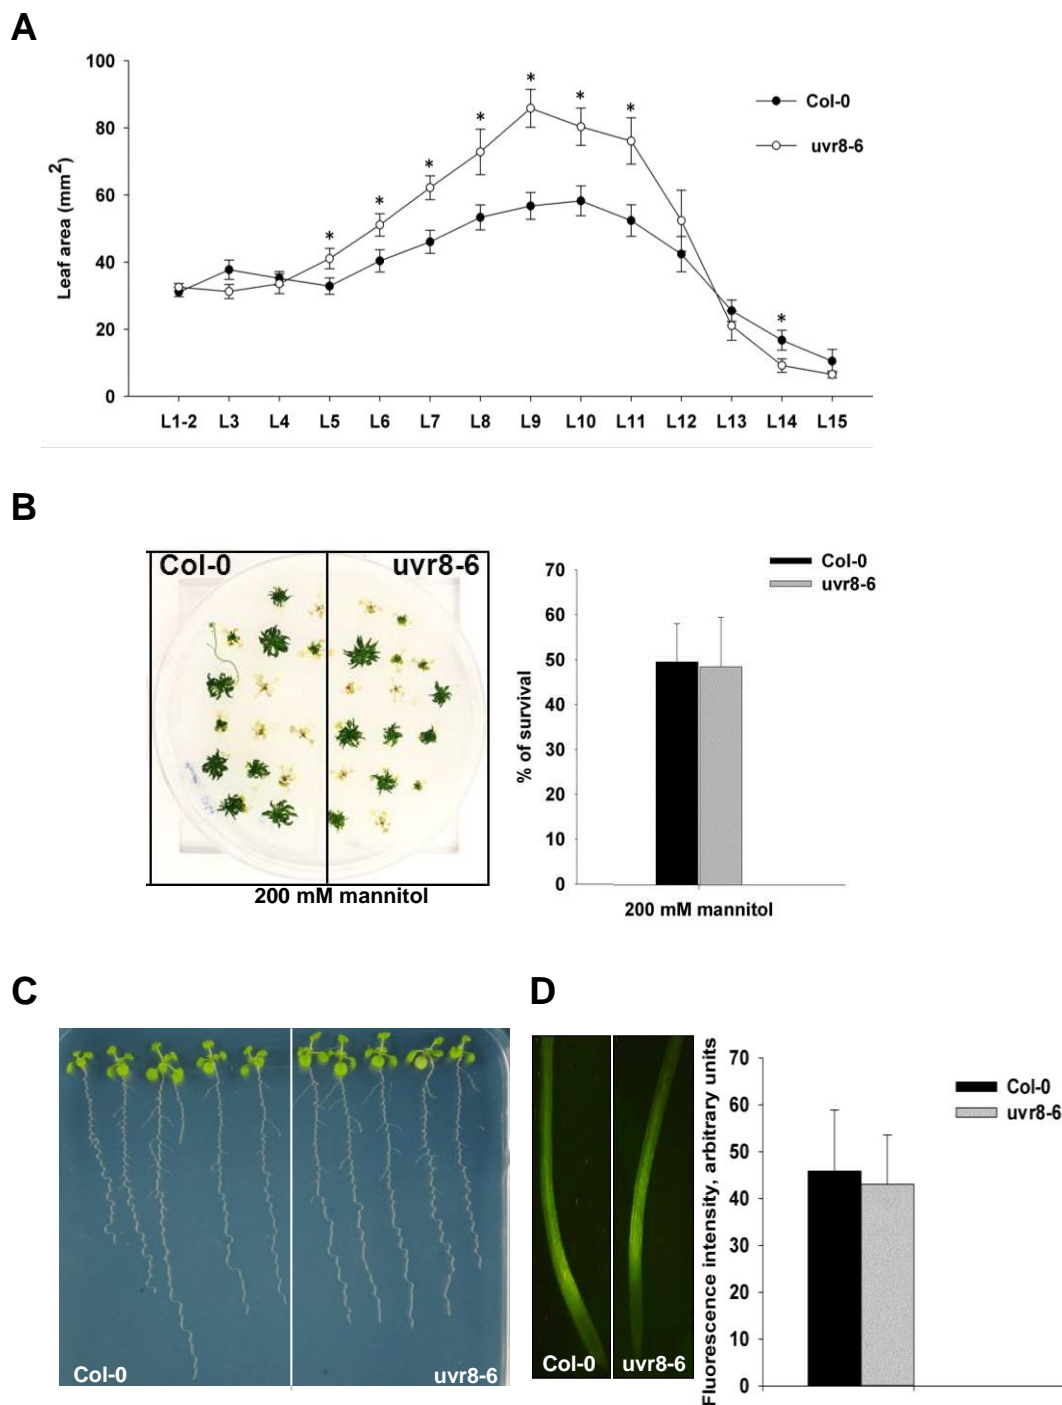 A
100
80
60
40
20
0
Leaf area (mm2)
* * * * * * * *
Col-0
uvr8-6
L1-2 L3 L4 L5 L6 L7 L8 L9 L10 L11 L12 L13 L14 L15
B
Col-0 uvr8-6
200 mM mannitol
70
60
50
40
30
20
10
0
% of survival
Col-0
uvr8-6
200 mM mannitol
C
Col-0 uvr8-6
D
Col-0 uvr8-6
70
60
50
40
30
20
10
0
Fluorescence intensity, arbitrary units
Col-0
uvr8-6